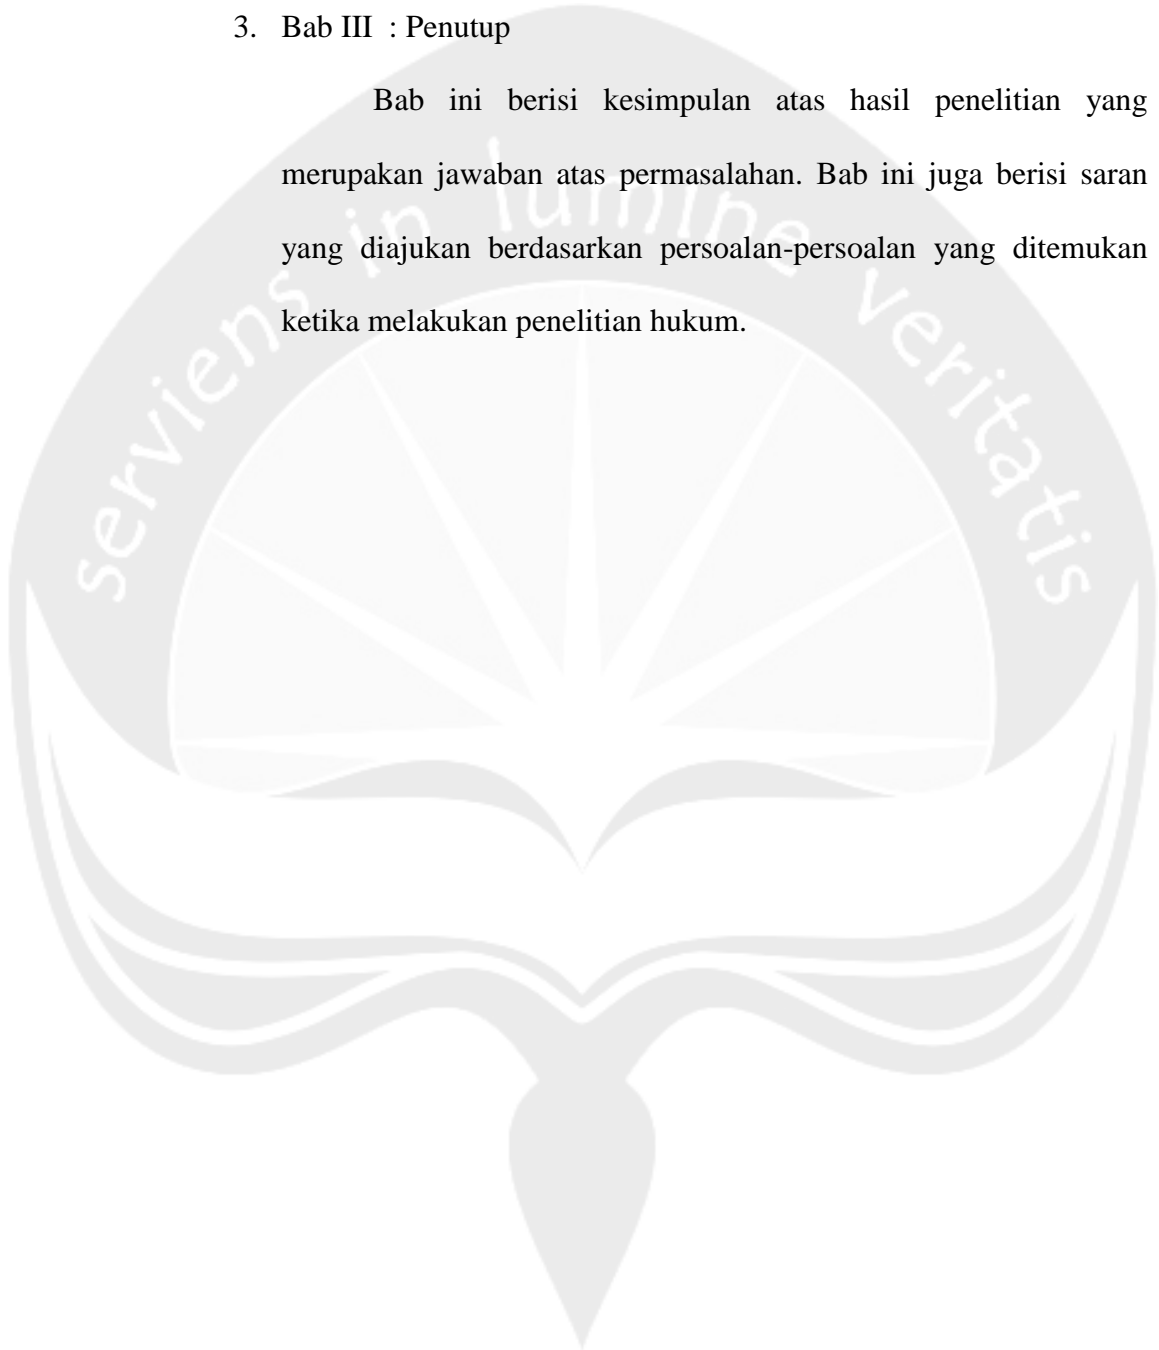 3. Bab III : Penutup
Bab ini berisi kesimpulan atas hasil penelitian yang
merupakan jawaban atas permasalahan. Bab ini juga berisi saran
yang diajukan berdasarkan persoalan-persoalan yang ditemukan
ketika melakukan penelitian hukum.
serviens in lumine veritatis